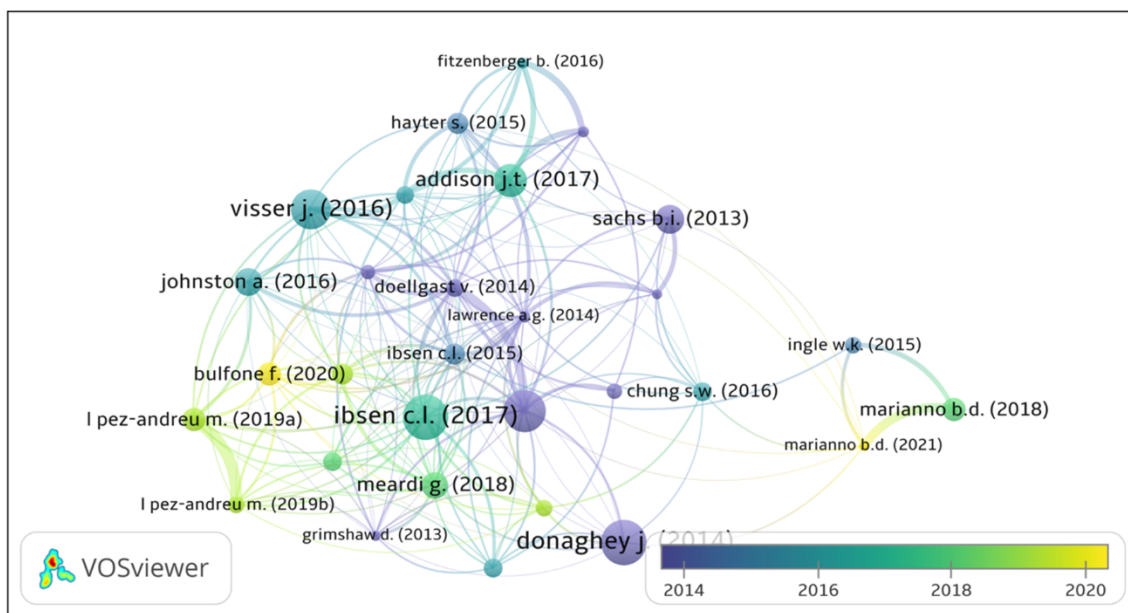 fitzenberger b. (2016)
hayter s. (2015)
addison j.t. (2017)
visser j. (2016)
sachs b.i. (2013)
johnston a. (2016)
doellgast v. (2014)
lawrence a.g. (2014)
ingle w.k. (2015)
ibsen c.l. (2015)
bulfone f. (2020)
chung s.w. (2016)
marianno b.d. (2018)
l pez-andreu m. (2019a)
ibsen c.l. (2017)
marianno b.d. (2021)
meardi g. (2018)
l pez-andreu m. (2019b)
grimshaw d. (2013)
donaghey j. (2014)
VOSviewer
2014 2016 2018 2020